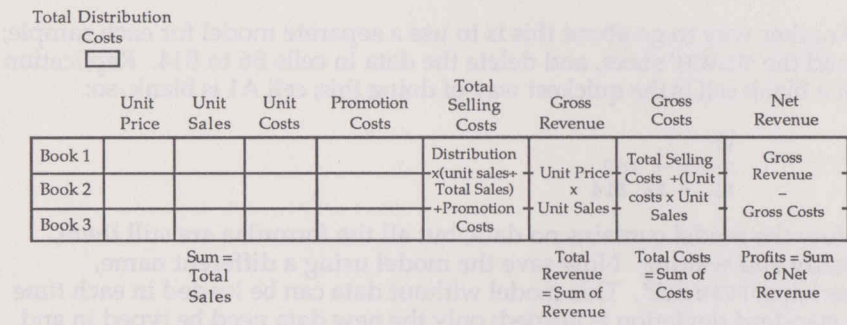 Total Distribution
Costs
Unit Price
Unit Sales
Unit Costs
Promotion Costs
Total Selling Costs
Gross Revenue
Gross Costs
Net Revenue
Book 1
Book 2
Book 3
Distribution
x(unit sales÷
Total Sales)
+Promotion
Costs
Unit Price
x
Unit Sales
Total Selling
Costs +(Unit
costs x Unit
Sales
Gross
Revenue
–
Gross Costs
Sum =
Total
Sales
Total
Revenue
= Sum of
Revenue
Total Costs
= Sum of
Costs
Profits = Sum
of Net
Revenue